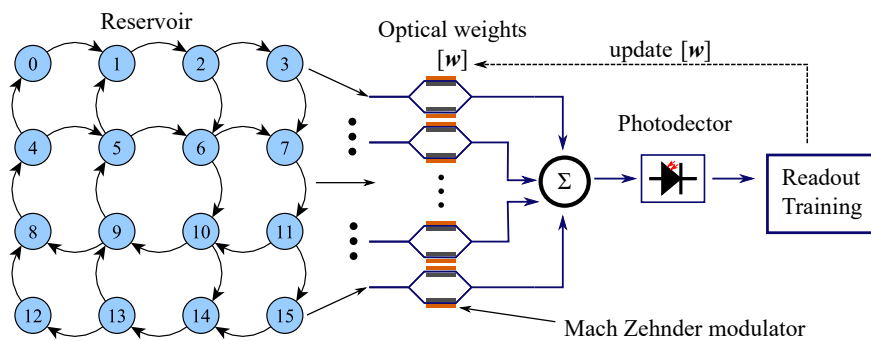 Reservoir
Optical weights
[w]
update [w]
0 1 2 3
4 5 6 7
8 9 10 11
12 13 14 15
Photodector
Σ
Readout
Training
Mach Zehnder modulator